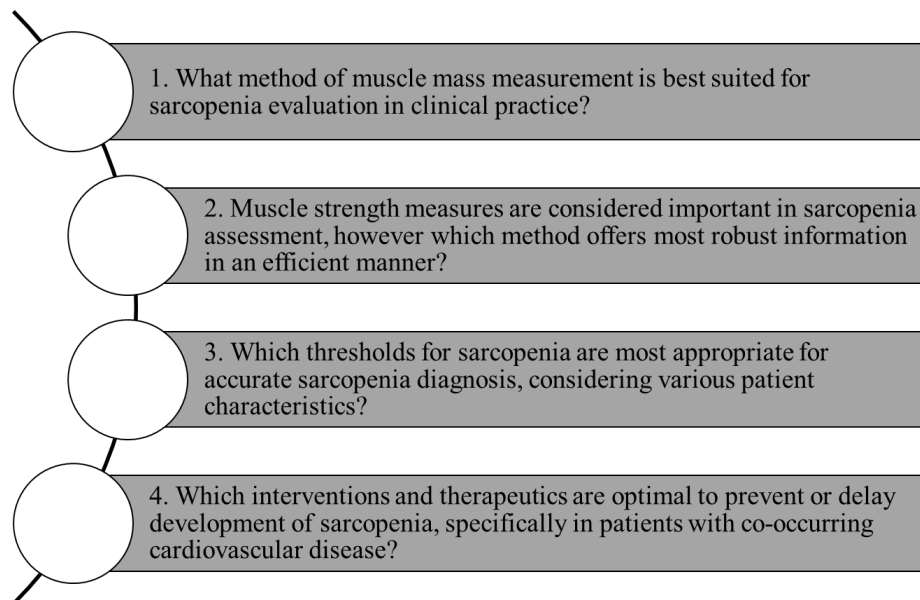 1. What method of muscle mass measurement is best suited for
sarcopenia evaluation in clinical practice?
2. Muscle strength measures are considered important in sarcopenia
assessment, however which method offers most robust information
in an efficient manner?
3. Which thresholds for sarcopenia are most appropriate for
accurate sarcopenia diagnosis, considering various patient
characteristics?
4. Which interventions and therapeutics are optimal to prevent or delay
development of sarcopenia, specifically in patients with co-occurring
cardiovascular disease?